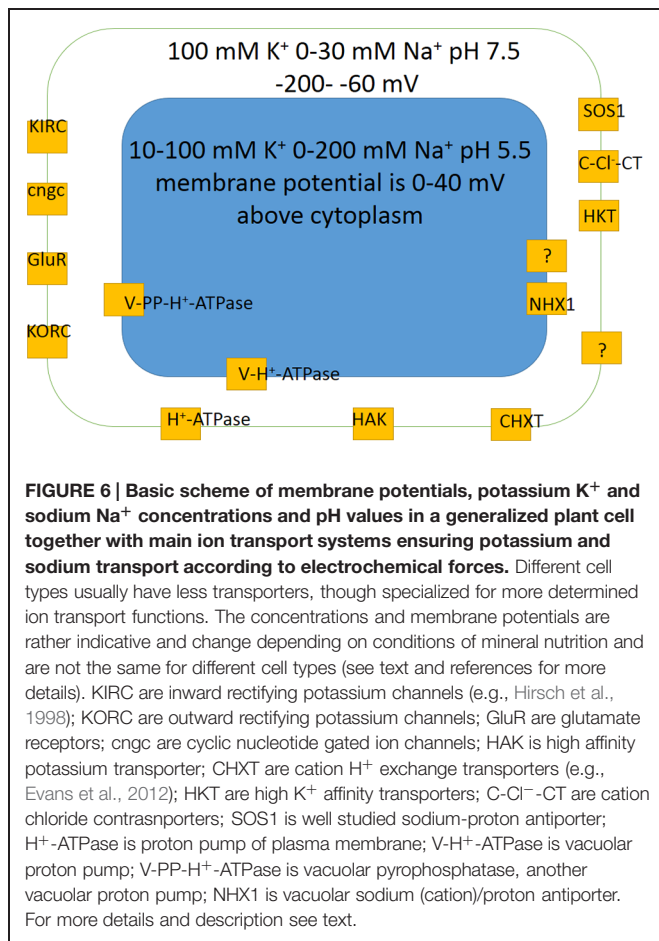 100 mM K⁺ 0-30 mM Na⁺ pH 7.5
-200- -60 mV
KIRC
cngc
GluR
KORC
10-100 mM K⁺ 0-200 mM Na⁺ pH 5.5
membrane potential is 0-40 mV
above cytoplasm
SOS1
C-Cl⁻-CT
HKT
?
NHX1
?
V-PP-H⁺-ATPase
V-H⁺-ATPase
H⁺-ATPase
HAK
CHXT
FIGURE 6 | Basic scheme of membrane potentials, potassium K⁺ and
sodium Na⁺ concentrations and pH values in a generalized plant cell
together with main ion transport systems ensuring potassium and
sodium transport according to electrochemical forces. Different cell
types usually have less transporters, though specialized for more determined
ion transport functions. The concentrations and membrane potentials are
rather indicative and change depending on conditions of mineral nutrition and
are not the same for different cell types (see text and references for more
details). KIRC are inward rectifying potassium channels (e.g., Hirsch et al.,
1998); KORC are outward rectifying potassium channels; GluR are glutamate
receptors; cngc are cyclic nucleotide gated ion channels; HAK is high affinity
potassium transporter; CHXT are cation H⁺ exchange transporters (e.g.,
Evans et al., 2012); HKT are high K⁺ affinity transporters; C-Cl⁻-CT are cation
chloride contrasnporters; SOS1 is well studied sodium-proton antiporter;
H⁺-ATPase is proton pump of plasma membrane; V-H⁺-ATPase is vacuolar
proton pump; V-PP-H⁺-ATPase is vacuolar pyrophosphatase, another
vacuolar proton pump; NHX1 is vacuolar sodium (cation)/proton antiporter.
For more details and description see text.